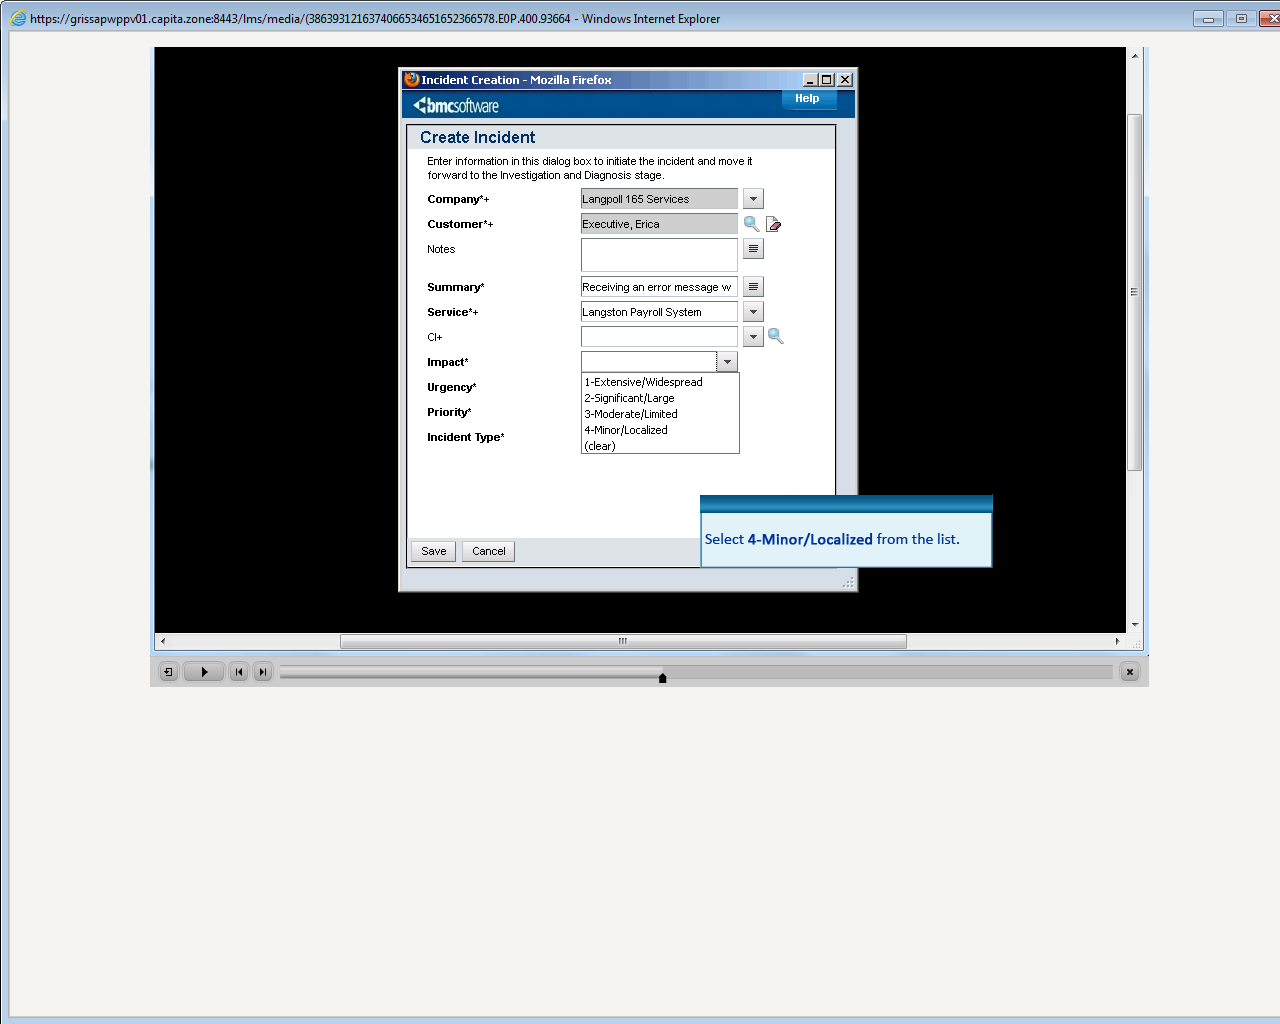 https://grissapwppv01.capita.zone:8443/lms/media/(3863931216374066534651652366578.E0P.400.93664 - Windows Internet Explorer
Incident Creation - Mozilla Firefox
bmcsoftware
Help
Create Incident
Enter information in this dialog box to initiate the incident and move it
forward to the Investigation and Diagnosis stage.
Company*+ Langpoll 165 Services
Customer*+ Executive, Erica
Notes
Summary* Receiving an error message w
Service*+ Langston Payroll System
CI+
Impact*
1-Extensive/Widespread
Urgency*
2-Significant/Large
Priority*
3-Moderate/Limited
4-Minor/Localized
Incident Type*
(clear)
Select 4-Minor/Localized from the list.
Save Cancel